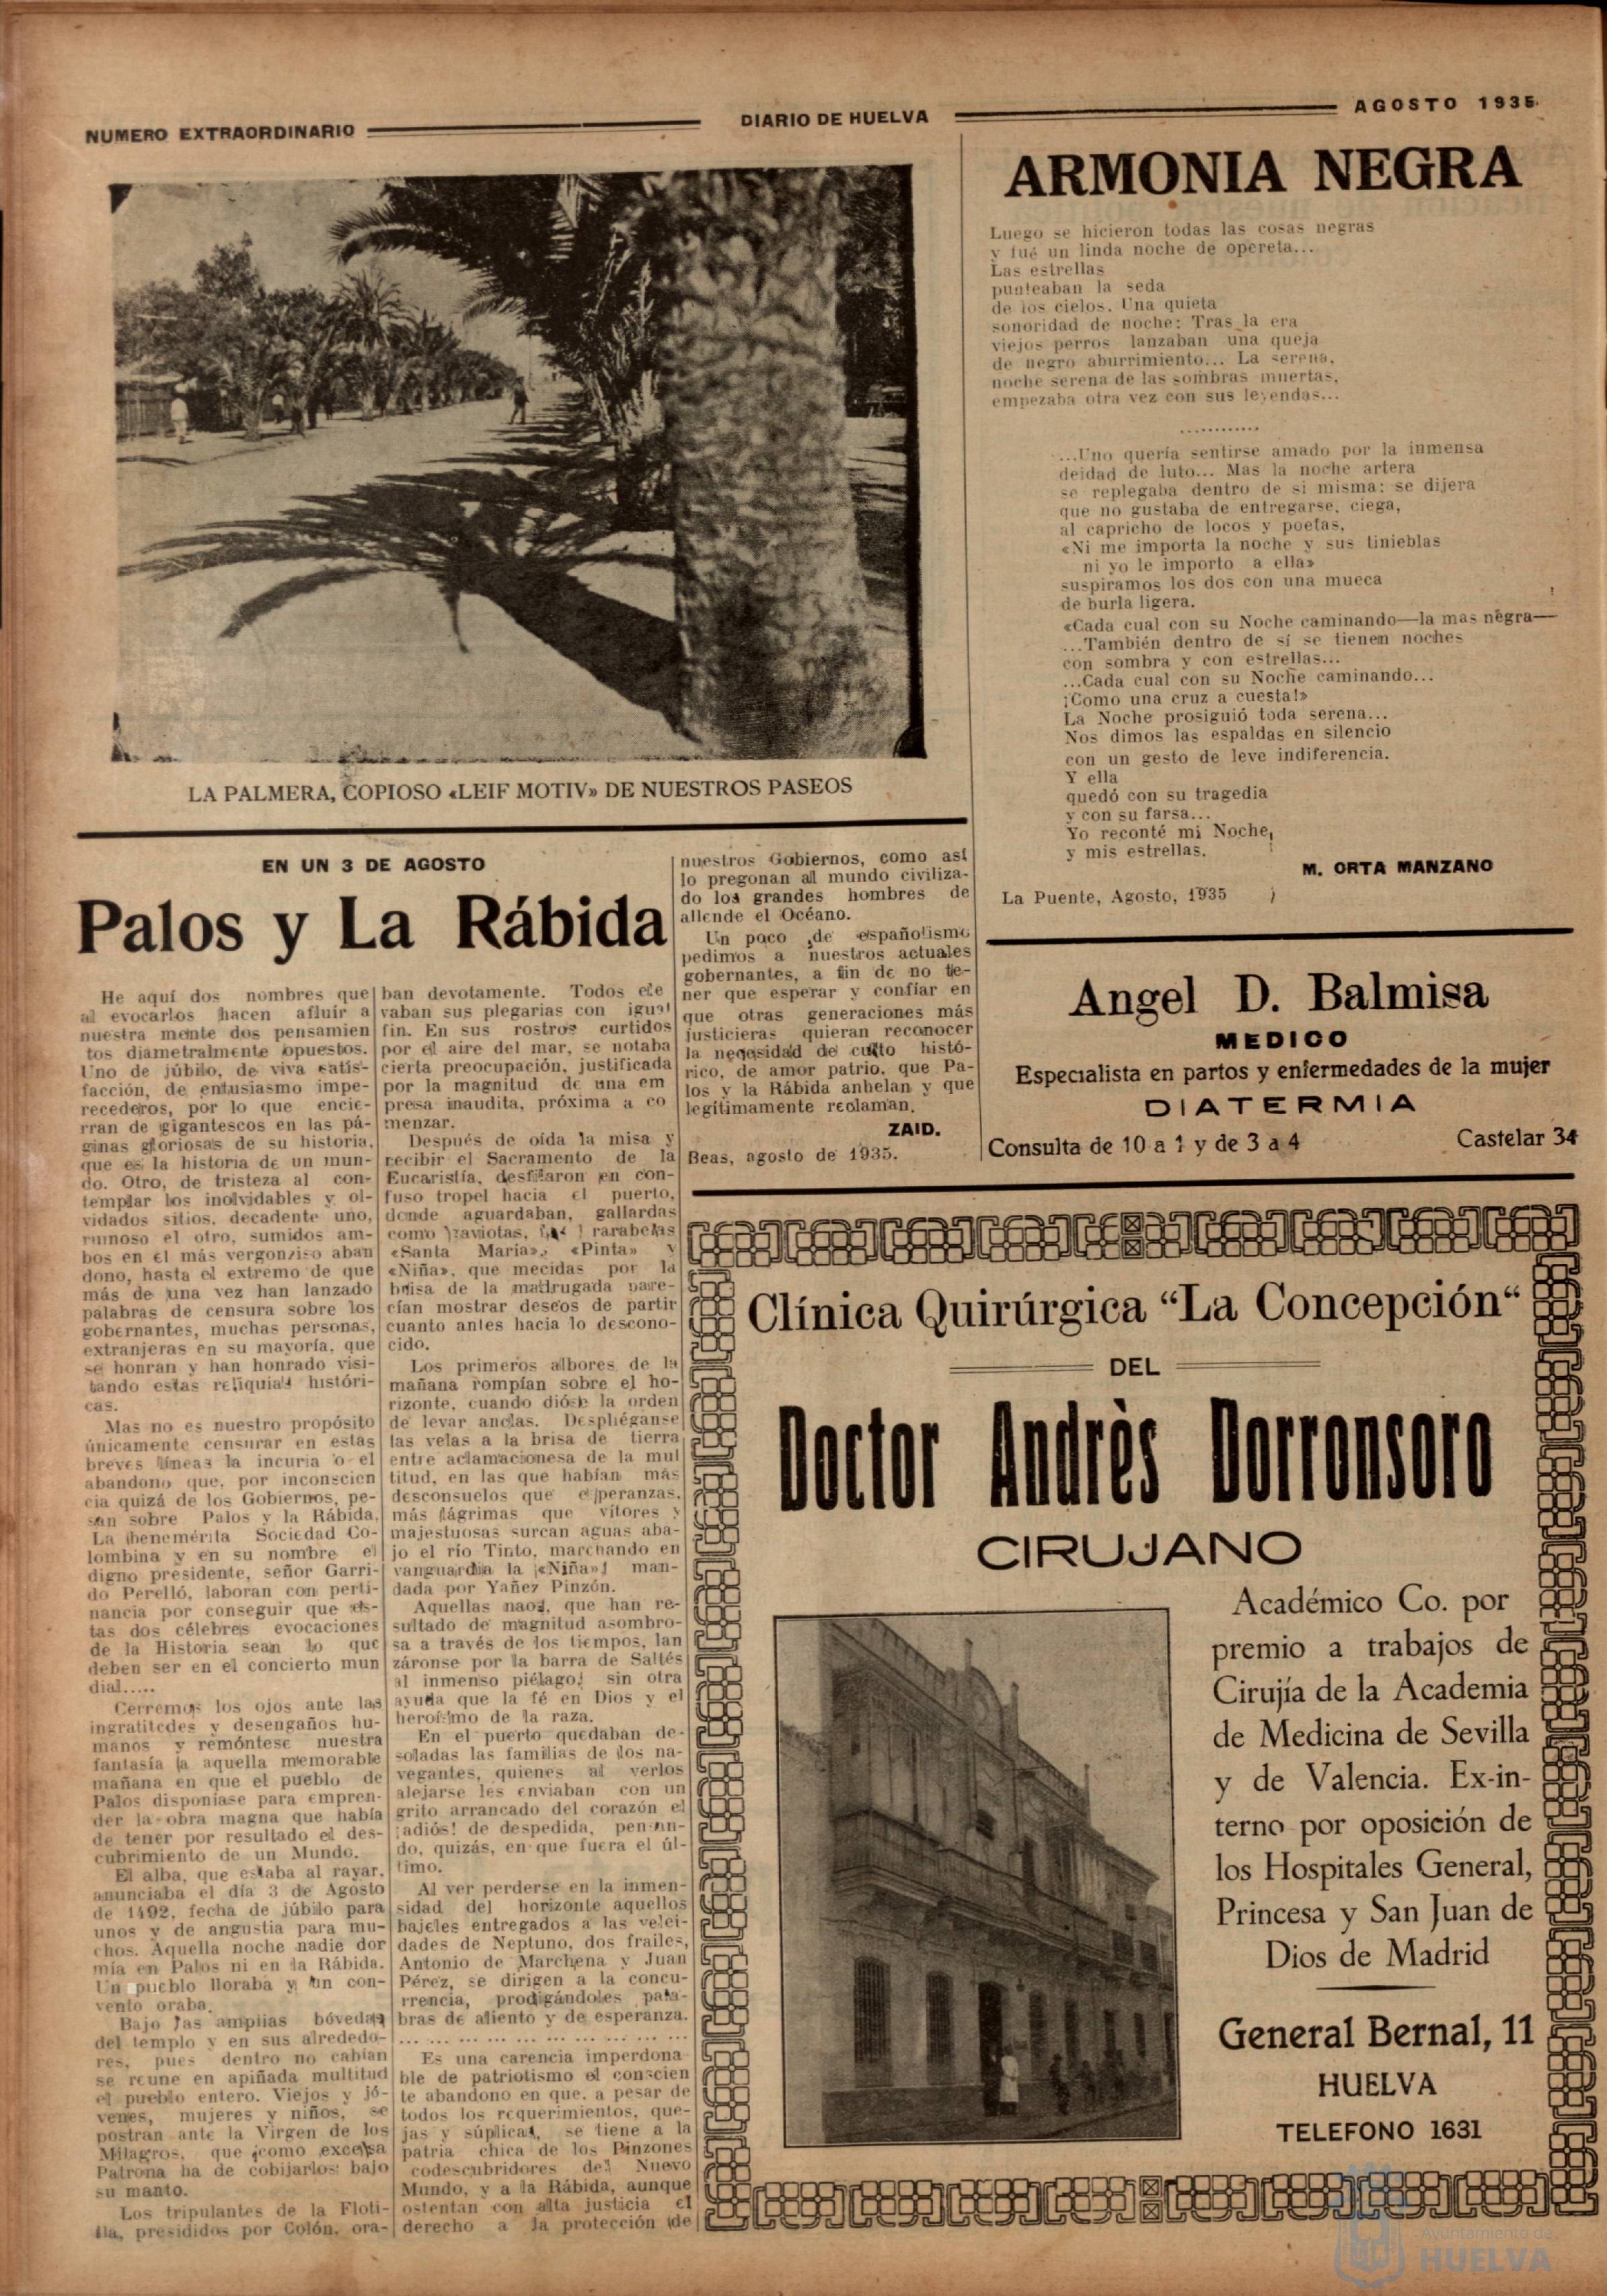 NUMERO EXTRAORDINARIO
DIARIO DE HUELVA
AGOSTO 1935
LA PALMERA, COPIOSO «LEIF MOTIV» DE NUESTROS PASEOS
EN UN 3 DE AGOSTO
Palos y La Rábida
He aquí dos nombres que
al evocarlos hacen afluír a
nuestra mente dos pensamien
tos diametralmente opuestos.
Uno de júbilo, de viva satis-
facción, de entusiasmo impe-
recederos, por lo que encie-
rran de gigantescos en las pá-
ginas gloriosas de su historia,
que es la historia de un mun-
do. Otro, de tristeza al con-
templar los inolvidables y ol-
vidados sitios, decadente uno,
ruinoso el otro, sumidos am-
bos en el más vergonzoso aban
dono, hasta el extremo de que
más de una vez han lanzado
palabras de censura sobre los
gobernantes, muchas personas,
extranjeras en su mayoría, que
se honran y han honrado visi-
tando estas reliquias históri-
cas.
Mas no es nuestro propósito
únicamente censurar en estas
breves líneas la incuria o el
abandono que, por inconscien
cia quizá de los Gobiernos, pe-
san sobre Palos y la Rábida,
La benemérita Sociedad Co-
lombina y en su nombre el
digno presidente, señor Garri-
do Perelló, laboran con perti-
nancia por conseguir que es-
tas dos célebres evocaciones
de la Historia sean lo que
deben ser en el concierto mun
dial.....
Cerremos los ojos ante las
ingratitedes y desengaños hu-
manos y remóntese nuestra
fantasía a aquella memorable
mañana en que el pueblo de
Palos disponíase para empren-
der la obra magna que había
de tener por resultado el des-
cubrimiento de un Mundo.
El alba, que estaba al rayar,
anunciaba el día 3 de Agosto
de 1492, fecha de júbilo para
unos y de angustia para mu-
chos. Aquella noche nadie dor
mía en Palos ni en la Rábida.
Un pueblo lloraba y un con-
vento oraba.
Bajo las amplias bóvedas
del templo y en sus alrededo-
res, pues dentro no cabían
se reune en apiñada multitud
el pueblo entero. Viejos y jó-
venes, mujeres y niños, se
postran ante la Virgen de los
Milagros, que como excelsa
Patrona ha de cobijarlos bajo
su manto.
Los tripulantes de la Floti-
lla, presididos por Colón, ora-
ban devotamente. Todos ele
vaban sus plegarias con igual
fin. En sus rostros curtidos
por el aire del mar, se notaba
cierta preocupación, justificada
por la magnitud de una em
presa inaudita, próxima a co
menzar.
Después de oída la misa y
recibir el Sacramento de la
Eucaristía, desfilaron en con-
fuso tropel hacia el puerto,
donde aguardaban, gallardas
como gaviotas, las carabelas
«Santa María», «Pinta» y
«Niña», que mecidas por la
brisa de la madrugada pare-
cían mostrar deseos de partir
cuanto antes hacia lo descono-
cido.
Los primeros albores de la
mañana rompían sobre el ho-
rizonte, cuando dióse la orden
de levar anclas. Despliéganse
las velas a la brisa de tierra
entre aclamacionesa de la mul
titud, en las que habían más
desconsuelos que esperanzas,
más lágrimas que vítores y
majestuosas surcan aguas aba-
jo el río Tinto, marchando en
vanguardia la «Niña» man-
dada por Yañez Pinzón.
Aquellas naos, que han re-
sultado de magnitud asombro-
sa a través de los tiempos, lan
záronse por la barra de Saltés
al inmenso piélago, sin otra
ayuda que la fé en Dios y el
heroísmo de la raza.
En el puerto quedaban de-
soladas las familias de los na-
vegantes, quienes al verlos
alejarse les enviaban con un
grito arrancado del corazón el
¡adiós! de despedida, pensan-
do, quizás, en que fuera el úl-
timo.
Al ver perderse en la inmen-
sidad del horizonte aquellos
bajeles entregados a las velei-
dades de Neptuno, dos frailes,
Antonio de Marchena y Juan
Pérez, se dirigen a la concu-
rrencia, prodigándoles pala-
bras de aliento y de esperanza.
... ... ... ... ... ... ... ... ... ...
Es una carencia imperdona
ble de patriotismo el conscien
te abandono en que, a pesar de
todos los requerimientos, que-
jas y súplicas, se tiene a la
patria chica de los Pinzones
codescubridores del Nuevo
Mundo, y a la Rábida, aunque
ostentan con alta justicia el
derecho a la protección de
nuestros Gobiernos, como así
lo pregonan al mundo civiliza-
do los grandes hombres de
allende el Océano.
Un poco de españolismo
pedimos a nuestros actuales
gobernantes, a fin de no te-
ner que esperar y confiar en
que otras generaciones más
justicieras quieran reconocer
la necesidad de culto histó-
rico, de amor patrio, que Pa-
los y la Rábida anhelan y que
legítimamente reclaman.
ZAID.
Beas, agosto de 1935.
ARMONIA NEGRA
Luego se hicieron todas las cosas negras
y fué un linda noche de opereta...
Las estrellas
punteaban la seda
de los cielos. Una quieta
sonoridad de noche: Tras la era
viejos perros lanzaban una queja
de negro aburrimiento... La serena,
noche serena de las sombras muertas,
empezaba otra vez con sus leyendas...
...........
...Uno quería sentirse amado por la inmensa
deidad de luto... Mas la noche artera
se replegaba dentro de si misma; se dijera
que no gustaba de entregarse, ciega,
al capricho de locos y poetas,
«Ni me importa la noche y sus tinieblas
ni yo le importo a ella»
suspiramos los dos con una mueca
de burla ligera.
«Cada cual con su Noche caminando—la mas negra—
...También dentro de sí se tienen noches
con sombra y con estrellas...
...Cada cual con su Noche caminando...
¡Como una cruz a cuesta!»
La Noche prosiguió toda serena...
Nos dimos las espaldas en silencio
con un gesto de leve indiferencia.
Y ella
quedó con su tragedia
y con su farsa...
Yo reconté mi Noche,
y mis estrellas.
M. ORTA MANZANO
La Puente, Agosto, 1935
Angel D. Balmisa
MEDICO
Especialista en partos y enfermedades de la mujer
DIATERMIA
Consulta de 10 a 1 y de 3 a 4
Castelar 34
Clínica Quirúrgica “La Concepción“
DEL
Doctor Andrès Dorronsoro
CIRUJANO
Académico Co. por
premio a trabajos de
Cirujía de la Academia
de Medicina de Sevilla
y de Valencia. Ex-in-
terno por oposición de
los Hospitales General,
Princesa y San Juan de
Dios de Madrid
General Bernal, 11
HUELVA
TELEFONO 1631
Ayuntamiento de
HUELVA